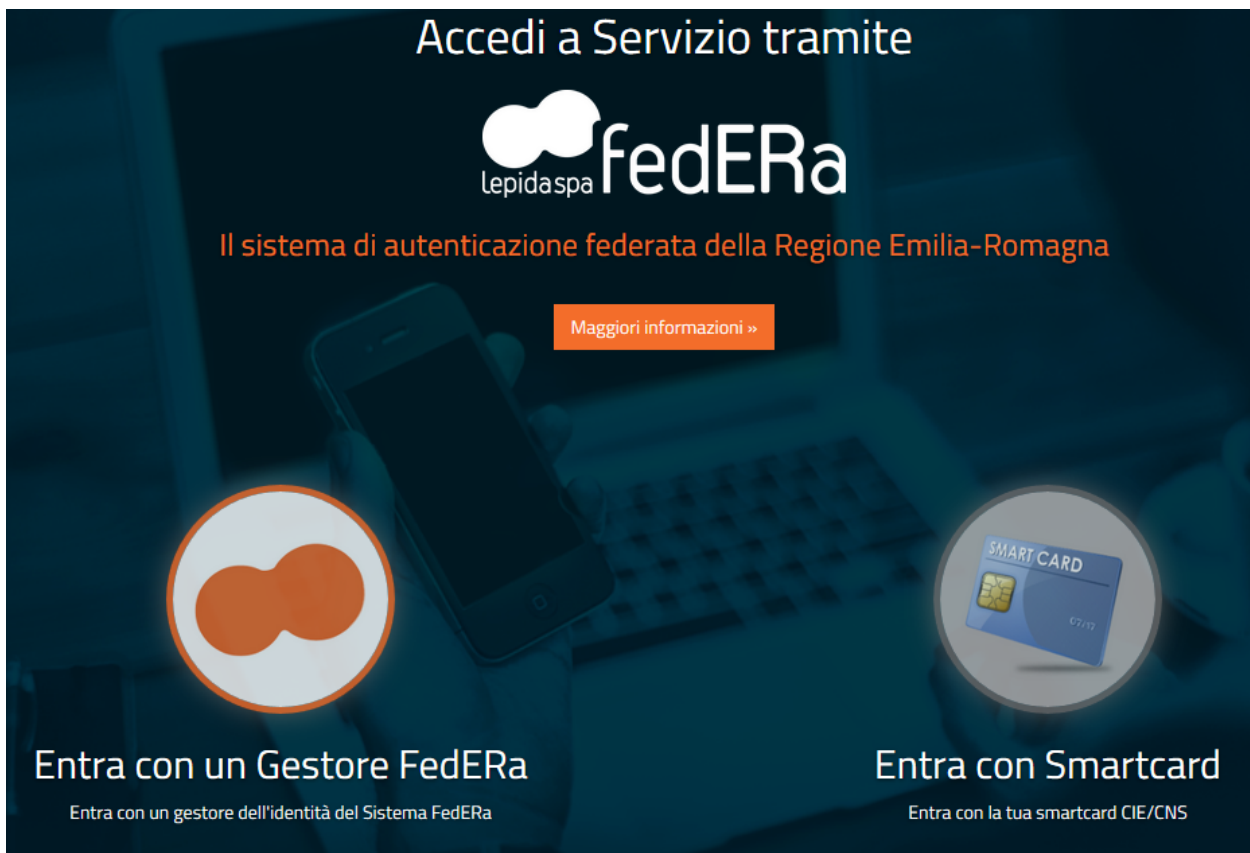 Accedi a Servizio tramite
lepidaspa fedERa
Il sistema di autenticazione federata della Regione Emilia-Romagna
Maggiori informazioni »
SMART CARD
07/17
Entra con un Gestore FedERa
Entra con Smartcard
Entra con un gestore dell'identità del Sistema FedERa
Entra con la tua smartcard CIE/CNS